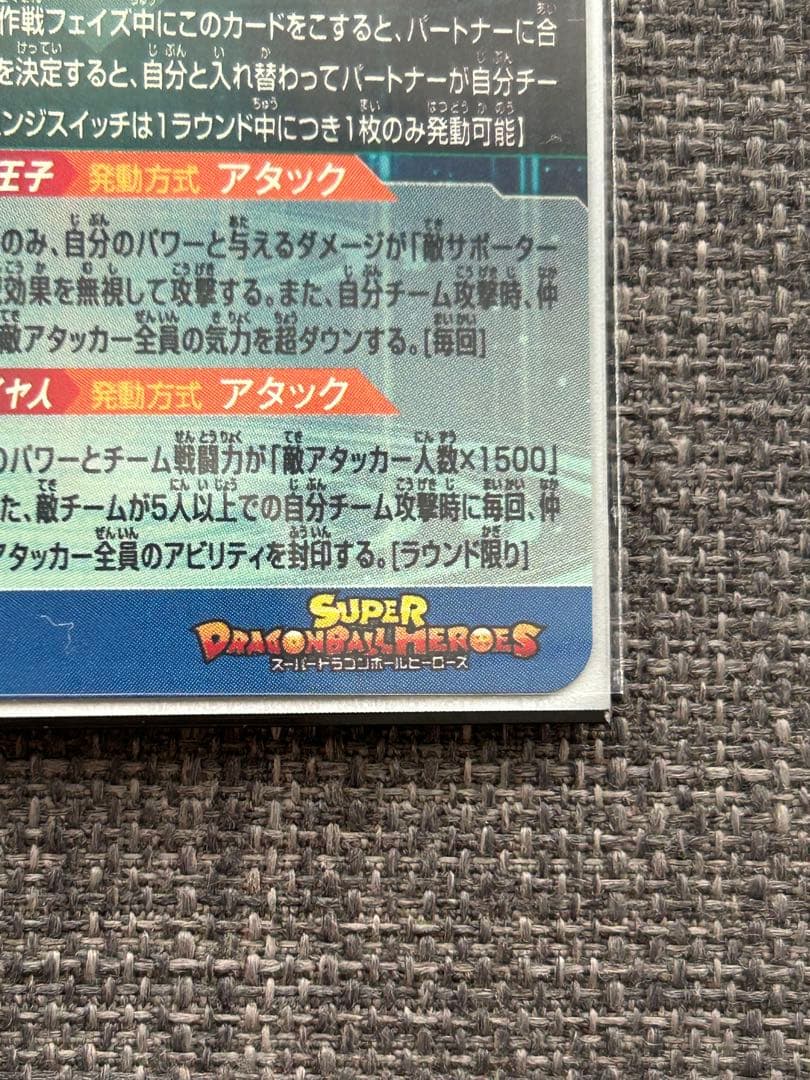 作戦フェイズ中にこのカードをこすると、パートナーに合
を決定すると、自分と入れ替わってパートナーが自分チー
ェンジスイッチは1ラウンド中につき1枚のみ発動可能】
王子 発動方式 アタック
のみ、自分のパワーと与えるダメージが「敵サポーター
効果を無視して攻撃する。また、自分チーム攻撃時、仲
敵アタッカー全員の気力を超ダウンする。[毎回]
イヤ人 発動方式 アタック
のパワーとチーム戦闘力が「敵アタッカー人数×1500」
た、敵チームが5人以上での自分チーム攻撃時に毎回、仲
アタッカー全員のアビリティを封印する。[ラウンド限り]
SUPER
DRAGONBALL HEROES
スーパードラゴンボールヒーローズ